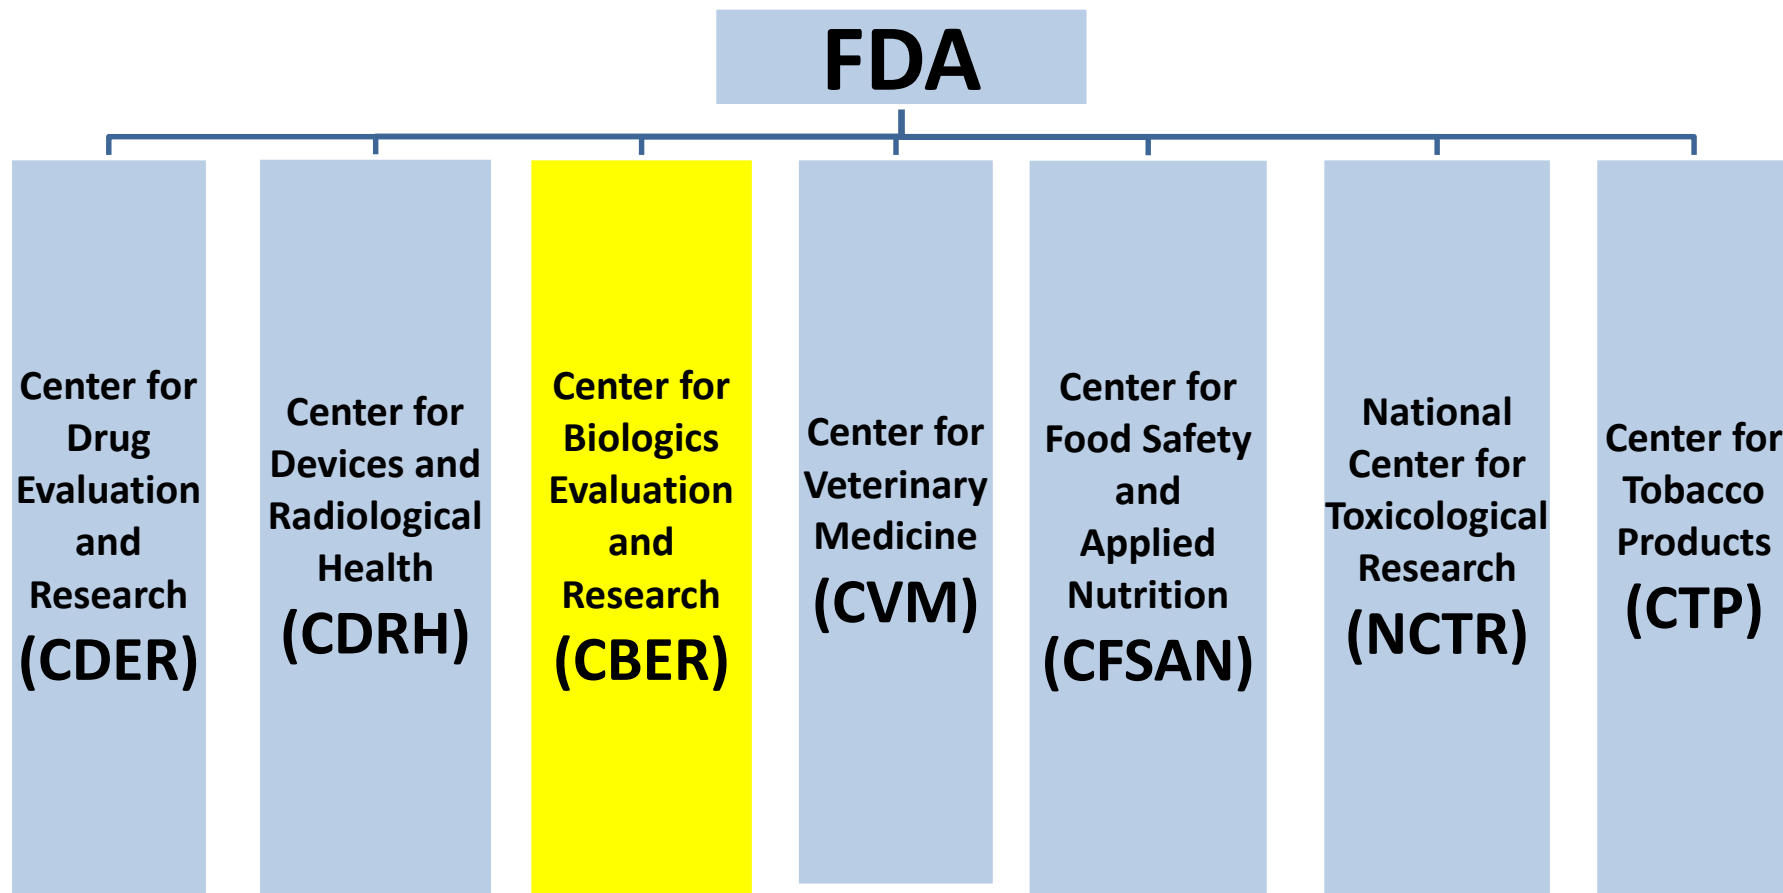 FDA
Center for
Drug
Evaluation
and
Research
(CDER)
Center for
Devices and
Radiological
Health
(CDRH)
Center for
Biologics
Evaluation
and
Research
(CBER)
Center for
Veterinary
Medicine
(CVM)
Center for
Food Safety
and
Applied
Nutrition
(CFSAN)
National
Center for
Toxicological
Research
(NCTR)
Center for
Tobacco
Products
(CTP)